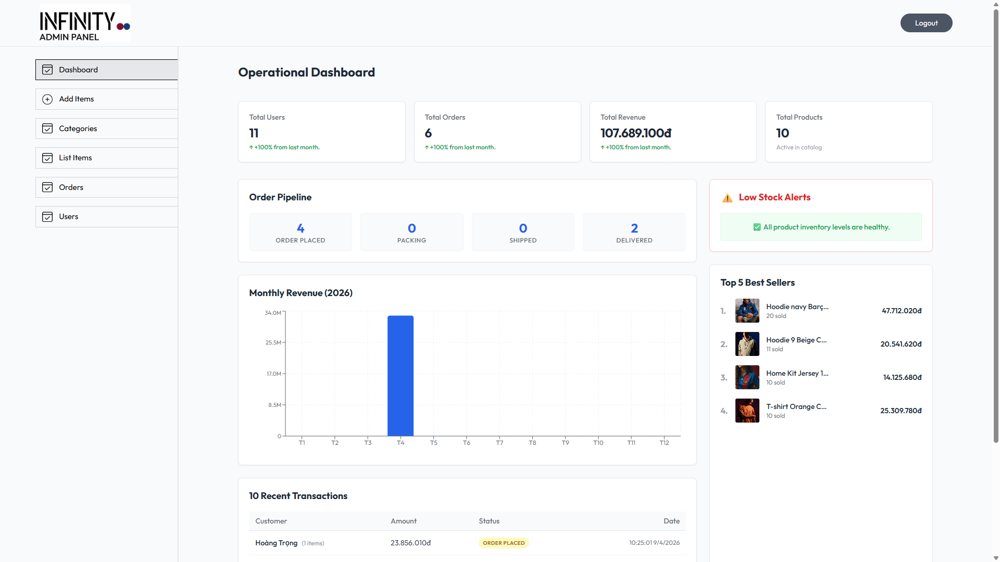 INFINITY
ADMIN PANEL
Logout
Dashboard
Add Items
Categories
List Items
Orders
Users
Operational Dashboard
Total Users
11
↑ +100% from last month.
Total Orders
6
↑ +100% from last month.
Total Revenue
107.689.100đ
↑ +100% from last month.
Total Products
10
Active in catalog
Order Pipeline
4
ORDER PLACED
0
PACKING
0
SHIPPED
2
DELIVERED
⚠️ Low Stock Alerts
✅ All product inventory levels are healthy.
Monthly Revenue (2026)
34.0M
25.5M
17.0M
8.5M
0
T1 T2 T3 T4 T5 T6 T7 T8 T9 T10 T11 T12
Top 5 Best Sellers
1. Hoodie navy Barç... 47.712.020đ
20 sold
2. Hoodie 9 Beige C... 20.541.620đ
11 sold
3. Home Kit Jersey 1... 14.125.680đ
10 sold
4. T-shirt Orange C... 25.309.780đ
10 sold
10 Recent Transactions
Customer Amount Status Date
Hoàng Trọng (1 items) 23.856.010đ ORDER PLACED 10:25:01 9/4/2026